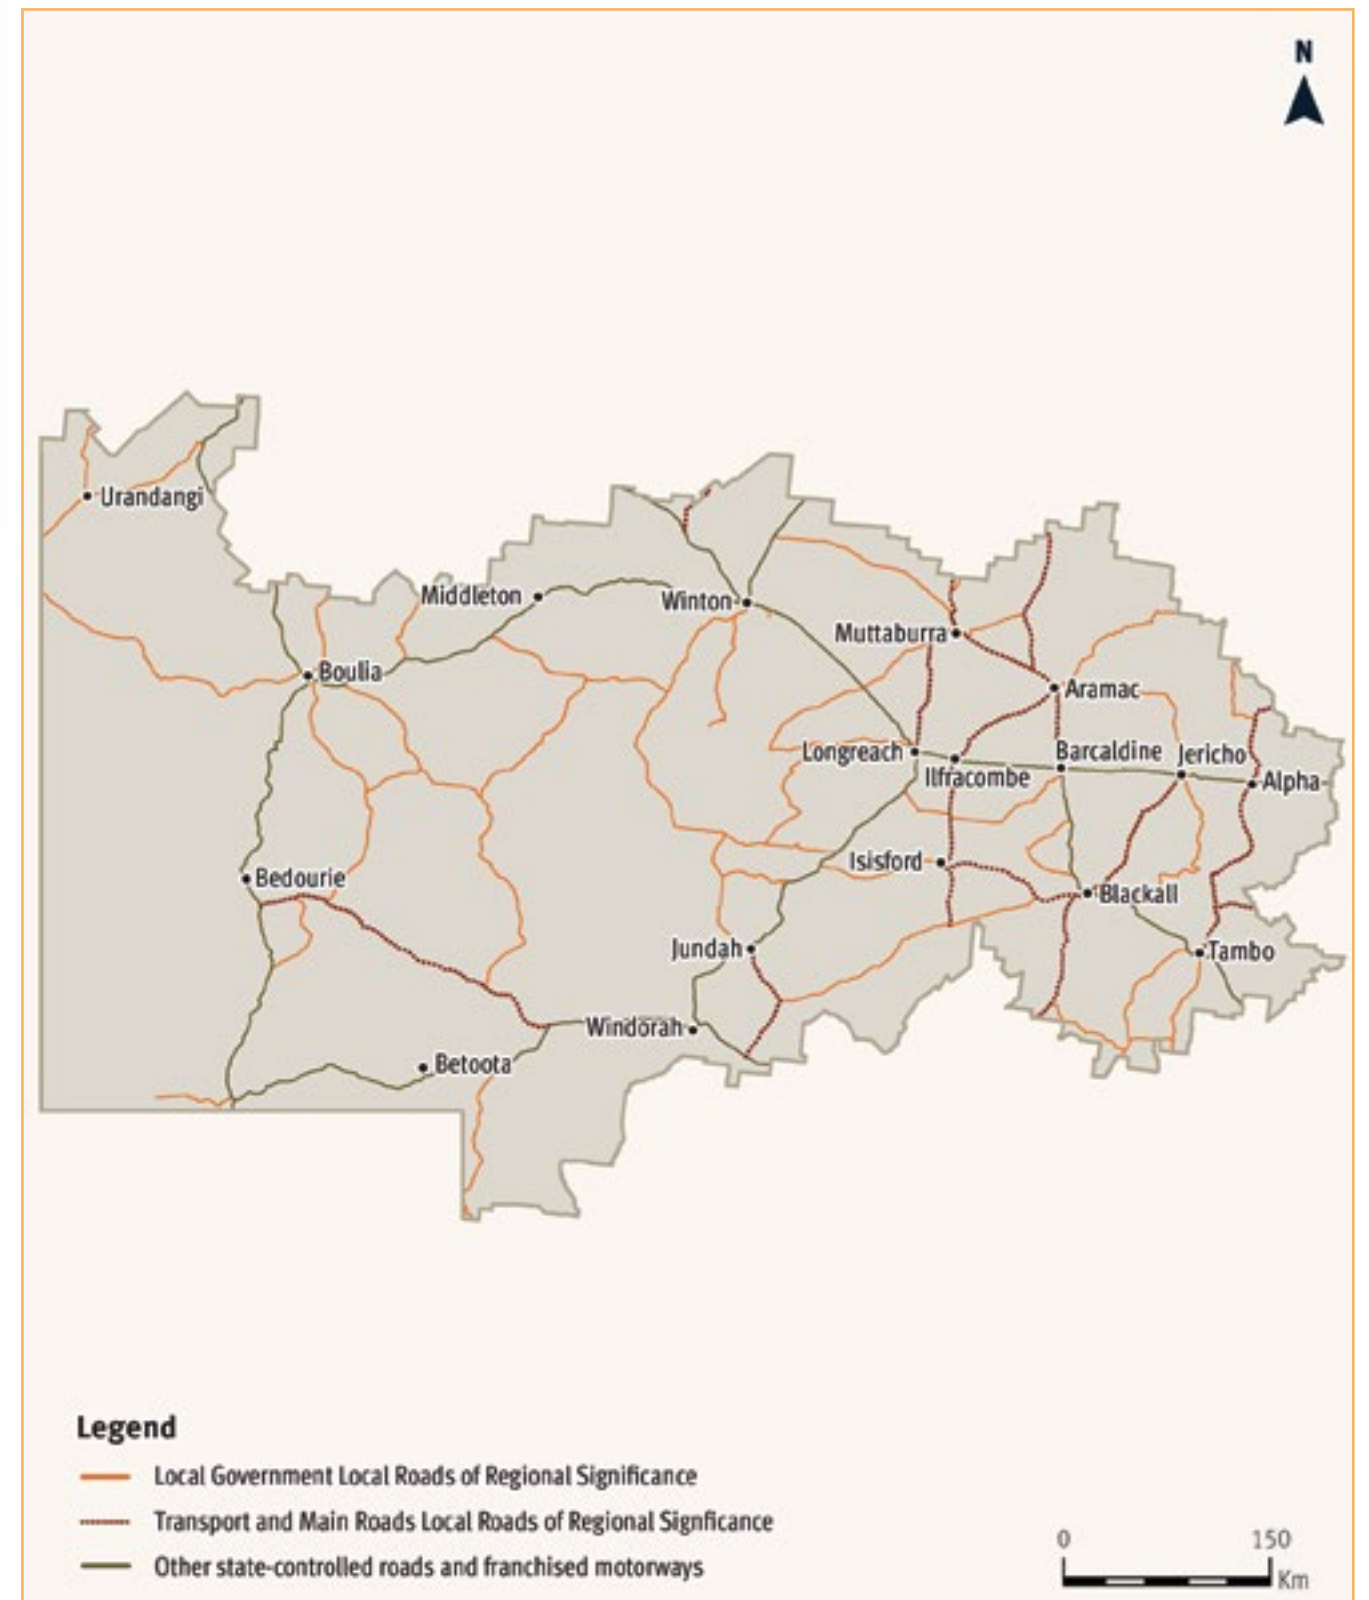 N
Urandangi
Middleton
Winton
Muttaburra
Boulia
Aramac
Longreach
Barcaldine
Jericho
Ilfracombe
Alpha
Isisford
Bedourie
Blackall
Jundah
Tambo
Windorah
Betoota
Legend
Local Government Local Roads of Regional Significance
Transport and Main Roads Local Roads of Regional Signficance
Other state-controlled roads and franchised motorways
0 150
Km